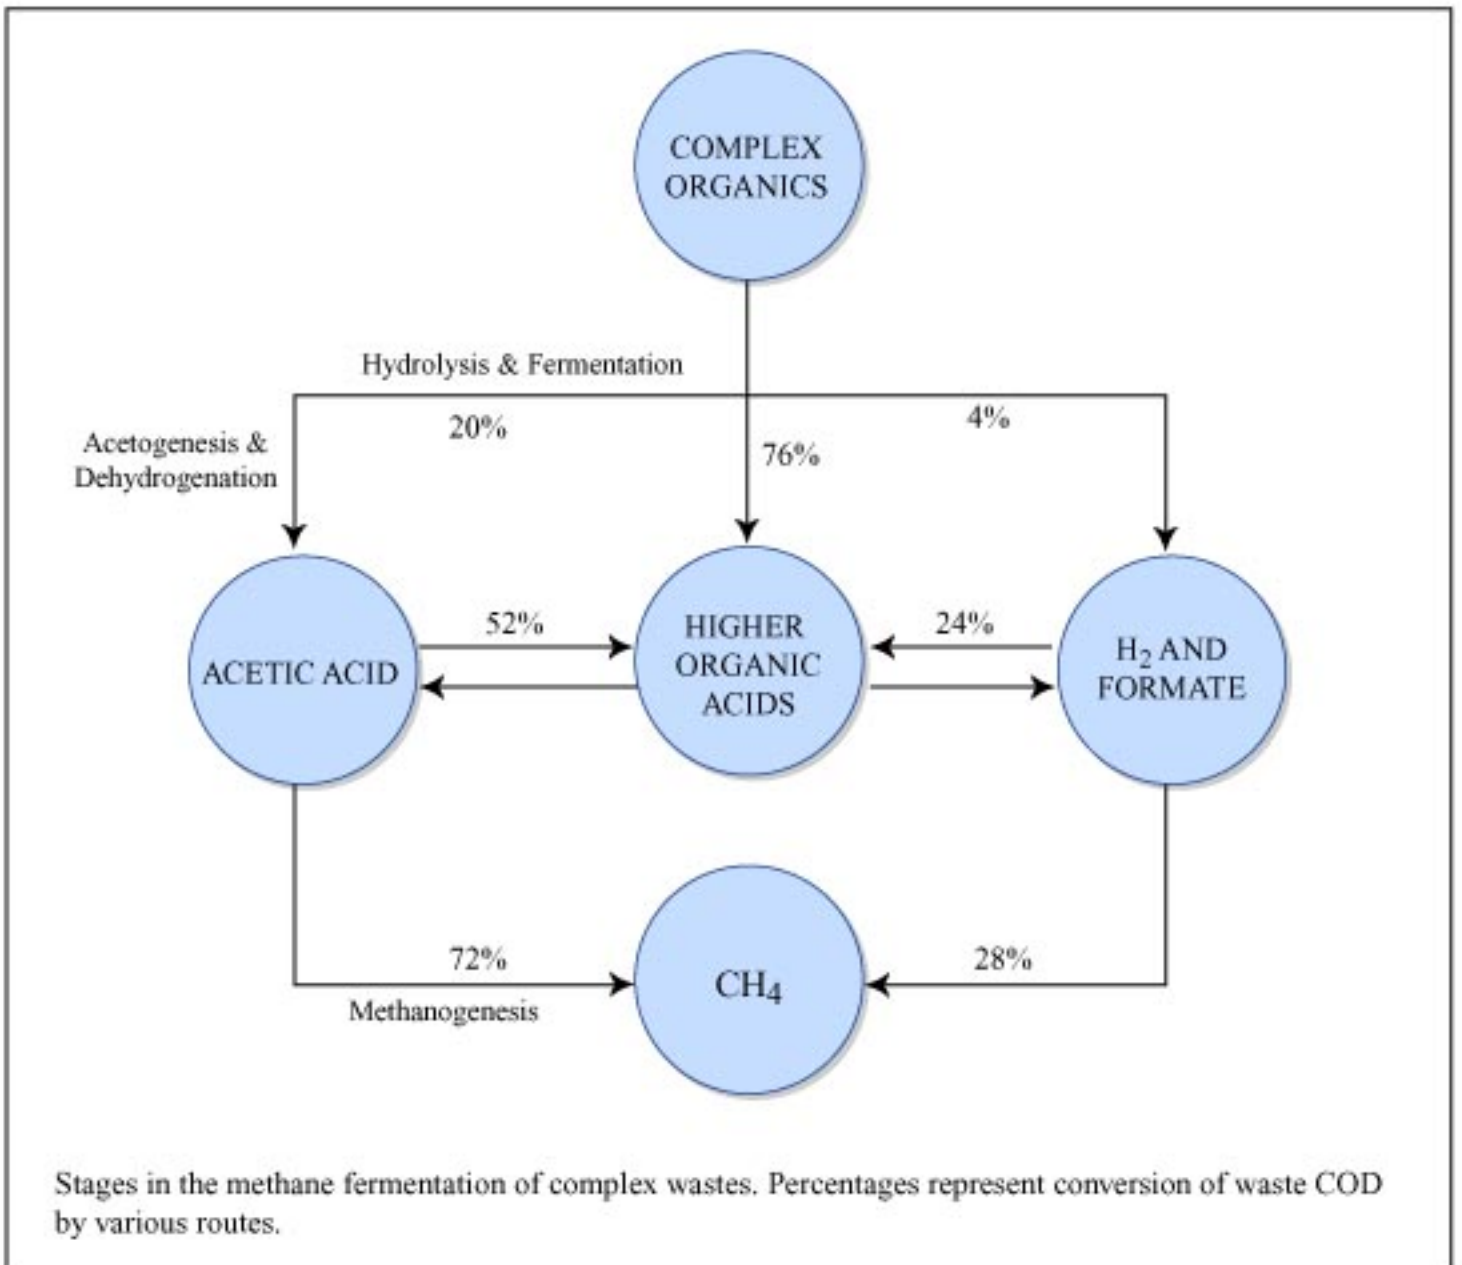 COMPLEX
ORGANICS
Hydrolysis & Fermentation
20%
4%
76%
Acetogenesis &
Dehydrogenation
ACETIC ACID
52%
HIGHER
ORGANIC
ACIDS
24%
H₂ AND
FORMATE
72%
Methanogenesis
CH₄
28%
Stages in the methane fermentation of complex wastes. Percentages represent conversion of waste COD
by various routes.